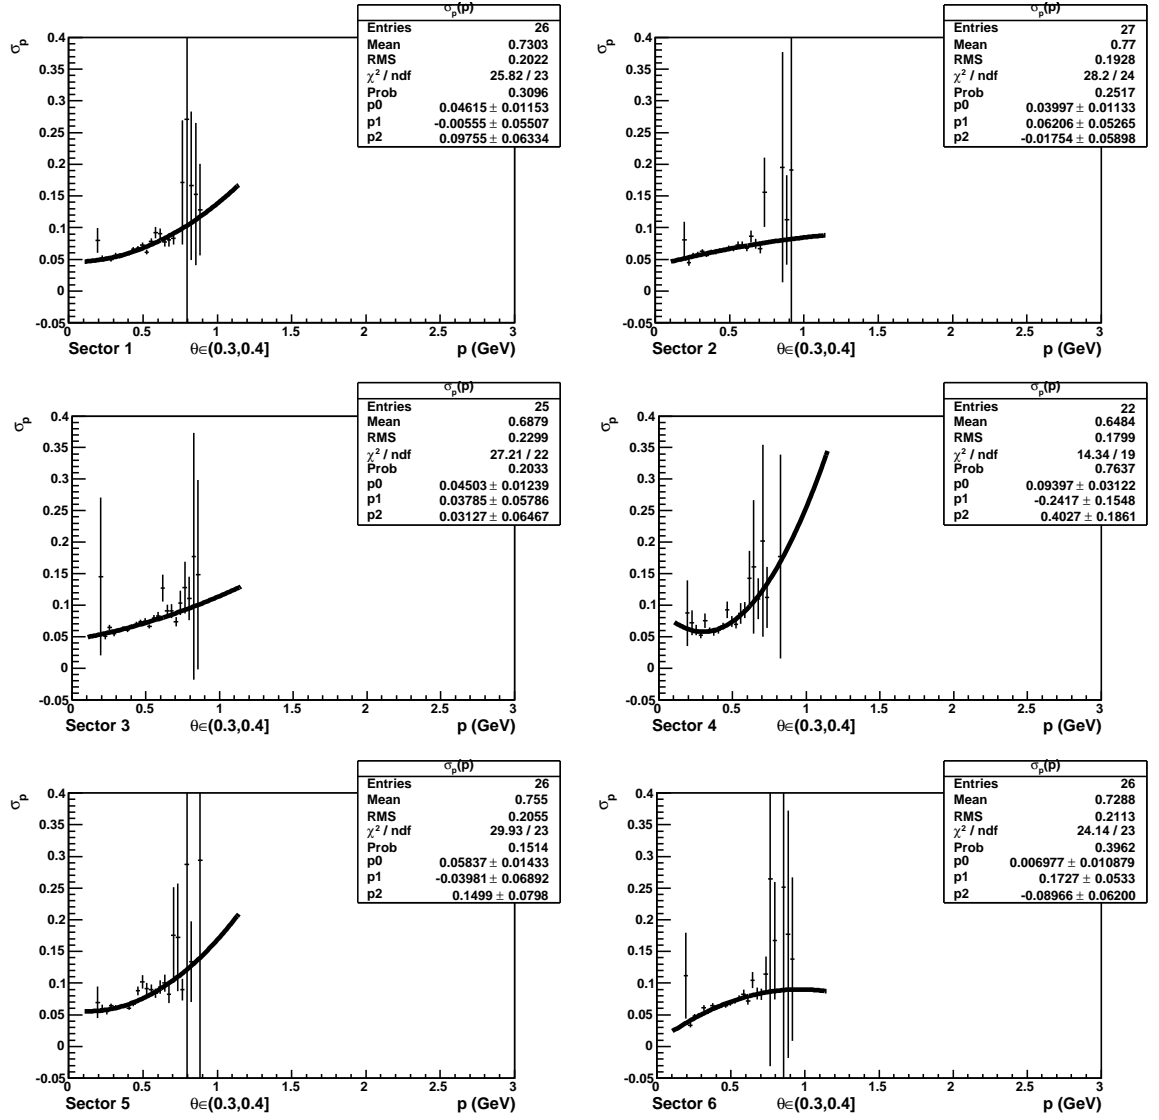 σp(p)
Entries 26
Mean 0.7303
RMS 0.2022
χ² / ndf 25.82 / 23
Prob 0.3096
p0 0.04615 ± 0.01153
p1 -0.00555 ± 0.05507
p2 0.09755 ± 0.06334
σp
0.4
0.35
0.3
0.25
0.2
0.15
0.1
0.05
0
-0.05
0 0.5 1 1.5 2 2.5 3
Sector 1 θ∈(0.3,0.4] p (GeV)
σp(p)
Entries 27
Mean 0.77
RMS 0.1928
χ² / ndf 28.2 / 24
Prob 0.2517
p0 0.03997 ± 0.01133
p1 0.06206 ± 0.05265
p2 -0.01754 ± 0.05898
σp
0.4
0.35
0.3
0.25
0.2
0.15
0.1
0.05
0
-0.05
0 0.5 1 1.5 2 2.5 3
Sector 2 θ∈(0.3,0.4] p (GeV)
σp(p)
Entries 25
Mean 0.6879
RMS 0.2299
χ² / ndf 27.21 / 22
Prob 0.2033
p0 0.04503 ± 0.01239
p1 0.03785 ± 0.05786
p2 0.03127 ± 0.06467
σp
0.4
0.35
0.3
0.25
0.2
0.15
0.1
0.05
0
-0.05
0 0.5 1 1.5 2 2.5 3
Sector 3 θ∈(0.3,0.4] p (GeV)
σp(p)
Entries 22
Mean 0.6484
RMS 0.1799
χ² / ndf 14.34 / 19
Prob 0.7637
p0 0.09397 ± 0.03122
p1 -0.2417 ± 0.1548
p2 0.4027 ± 0.1861
σp
0.4
0.35
0.3
0.25
0.2
0.15
0.1
0.05
0
-0.05
0 0.5 1 1.5 2 2.5 3
Sector 4 θ∈(0.3,0.4] p (GeV)
σp(p)
Entries 26
Mean 0.755
RMS 0.2055
χ² / ndf 29.93 / 23
Prob 0.1514
p0 0.05837 ± 0.01433
p1 -0.03981 ± 0.06892
p2 0.1499 ± 0.0798
σp
0.4
0.35
0.3
0.25
0.2
0.15
0.1
0.05
0
-0.05
0 0.5 1 1.5 2 2.5 3
Sector 5 θ∈(0.3,0.4] p (GeV)
σp(p)
Entries 26
Mean 0.7288
RMS 0.2113
χ² / ndf 24.14 / 23
Prob 0.3962
p0 0.006977 ± 0.010879
p1 0.1727 ± 0.0533
p2 -0.08966 ± 0.06200
σp
0.4
0.35
0.3
0.25
0.2
0.15
0.1
0.05
0
-0.05
0 0.5 1 1.5 2 2.5 3
Sector 6 θ∈(0.3,0.4] p (GeV)